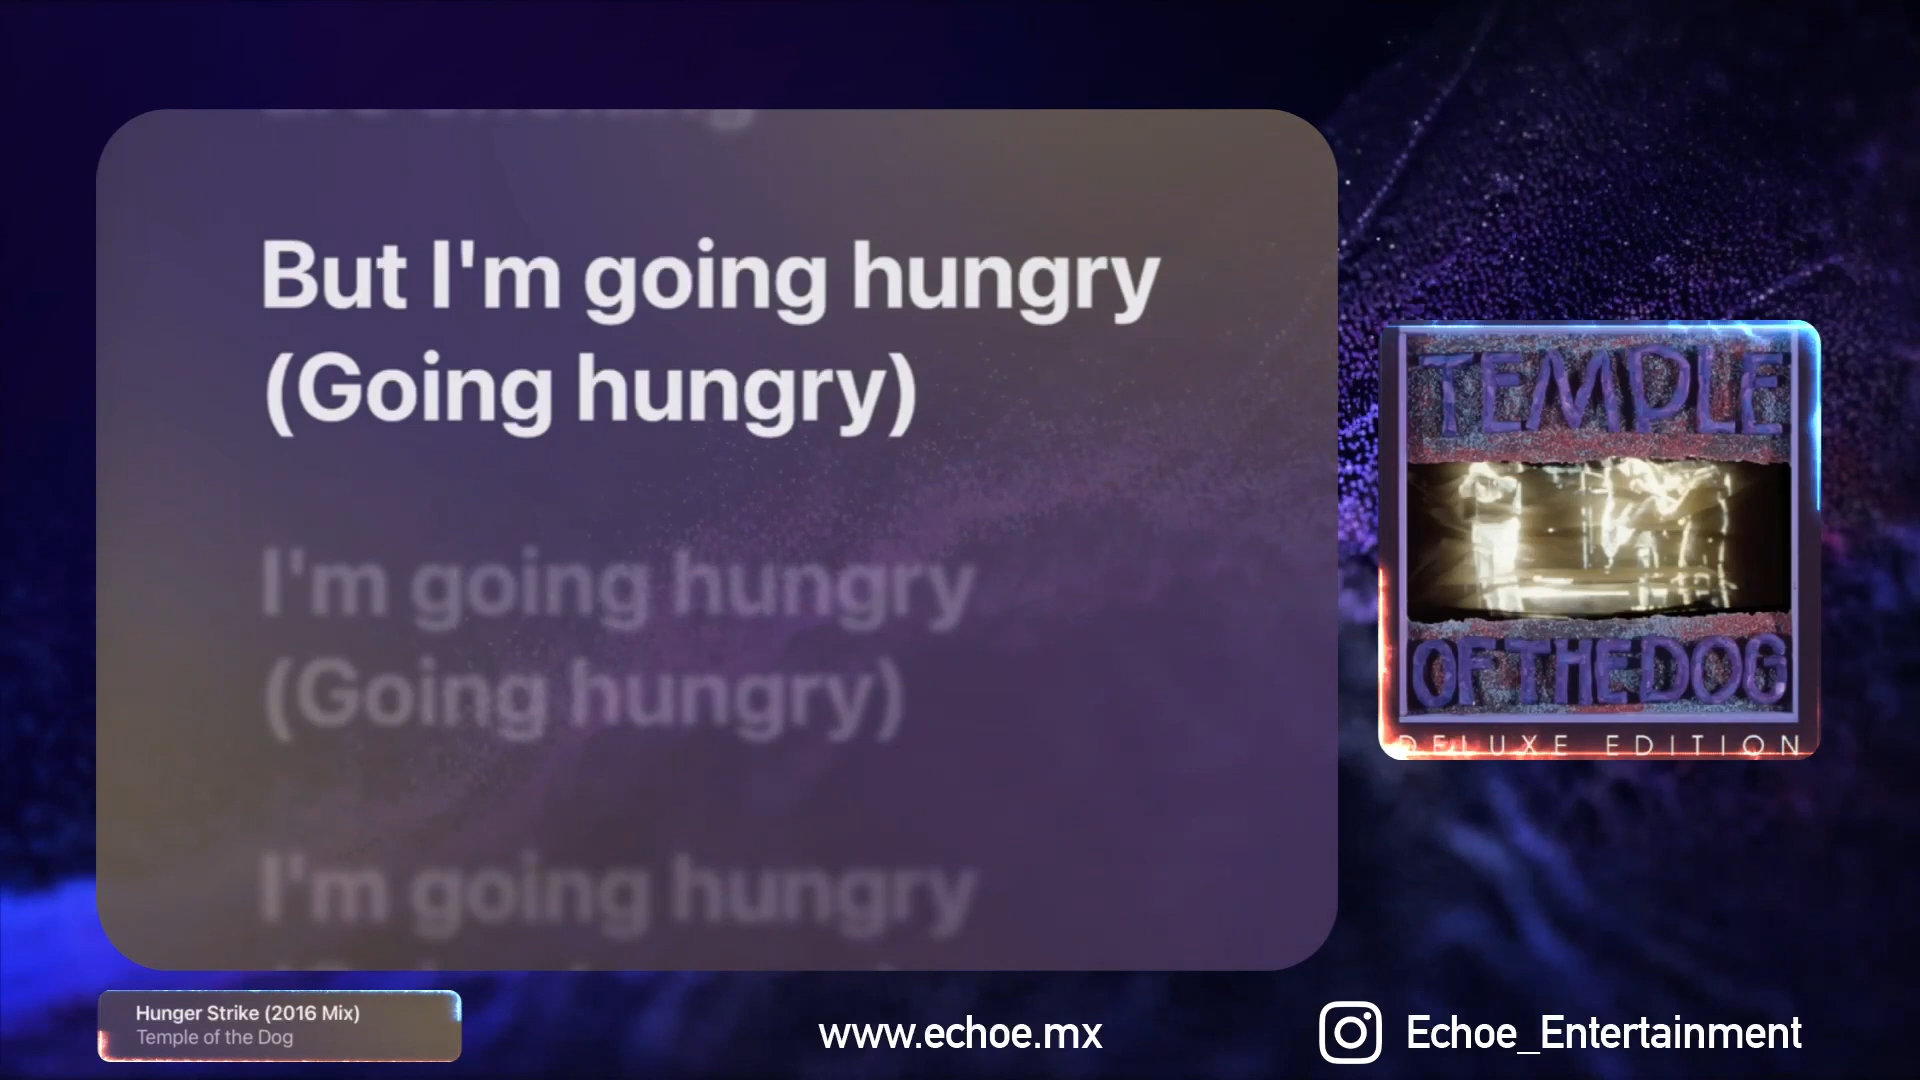 But I'm going hungry
(Going hungry)
I'm going hungry
(Going hungry)
I'm going hungry
TEMPLE
OF THE DOG
DELUXE EDITION
Hunger Strike (2016 Mix)
Temple of the Dog
www.echoe.mx
Echoe_Entertainment